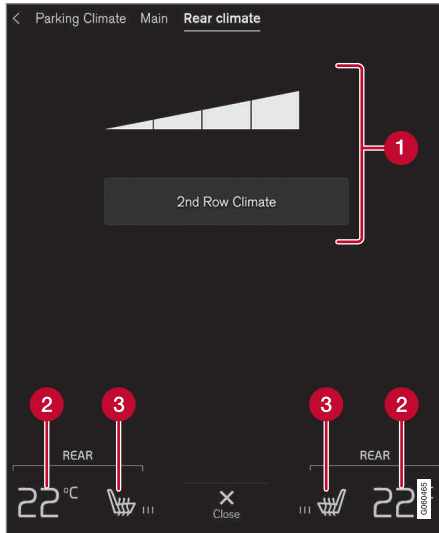 Parking Climate Main Rear climate
1
2nd Row Climate
2 3 3 2
REAR REAR
22 °C 22
Close
G060465